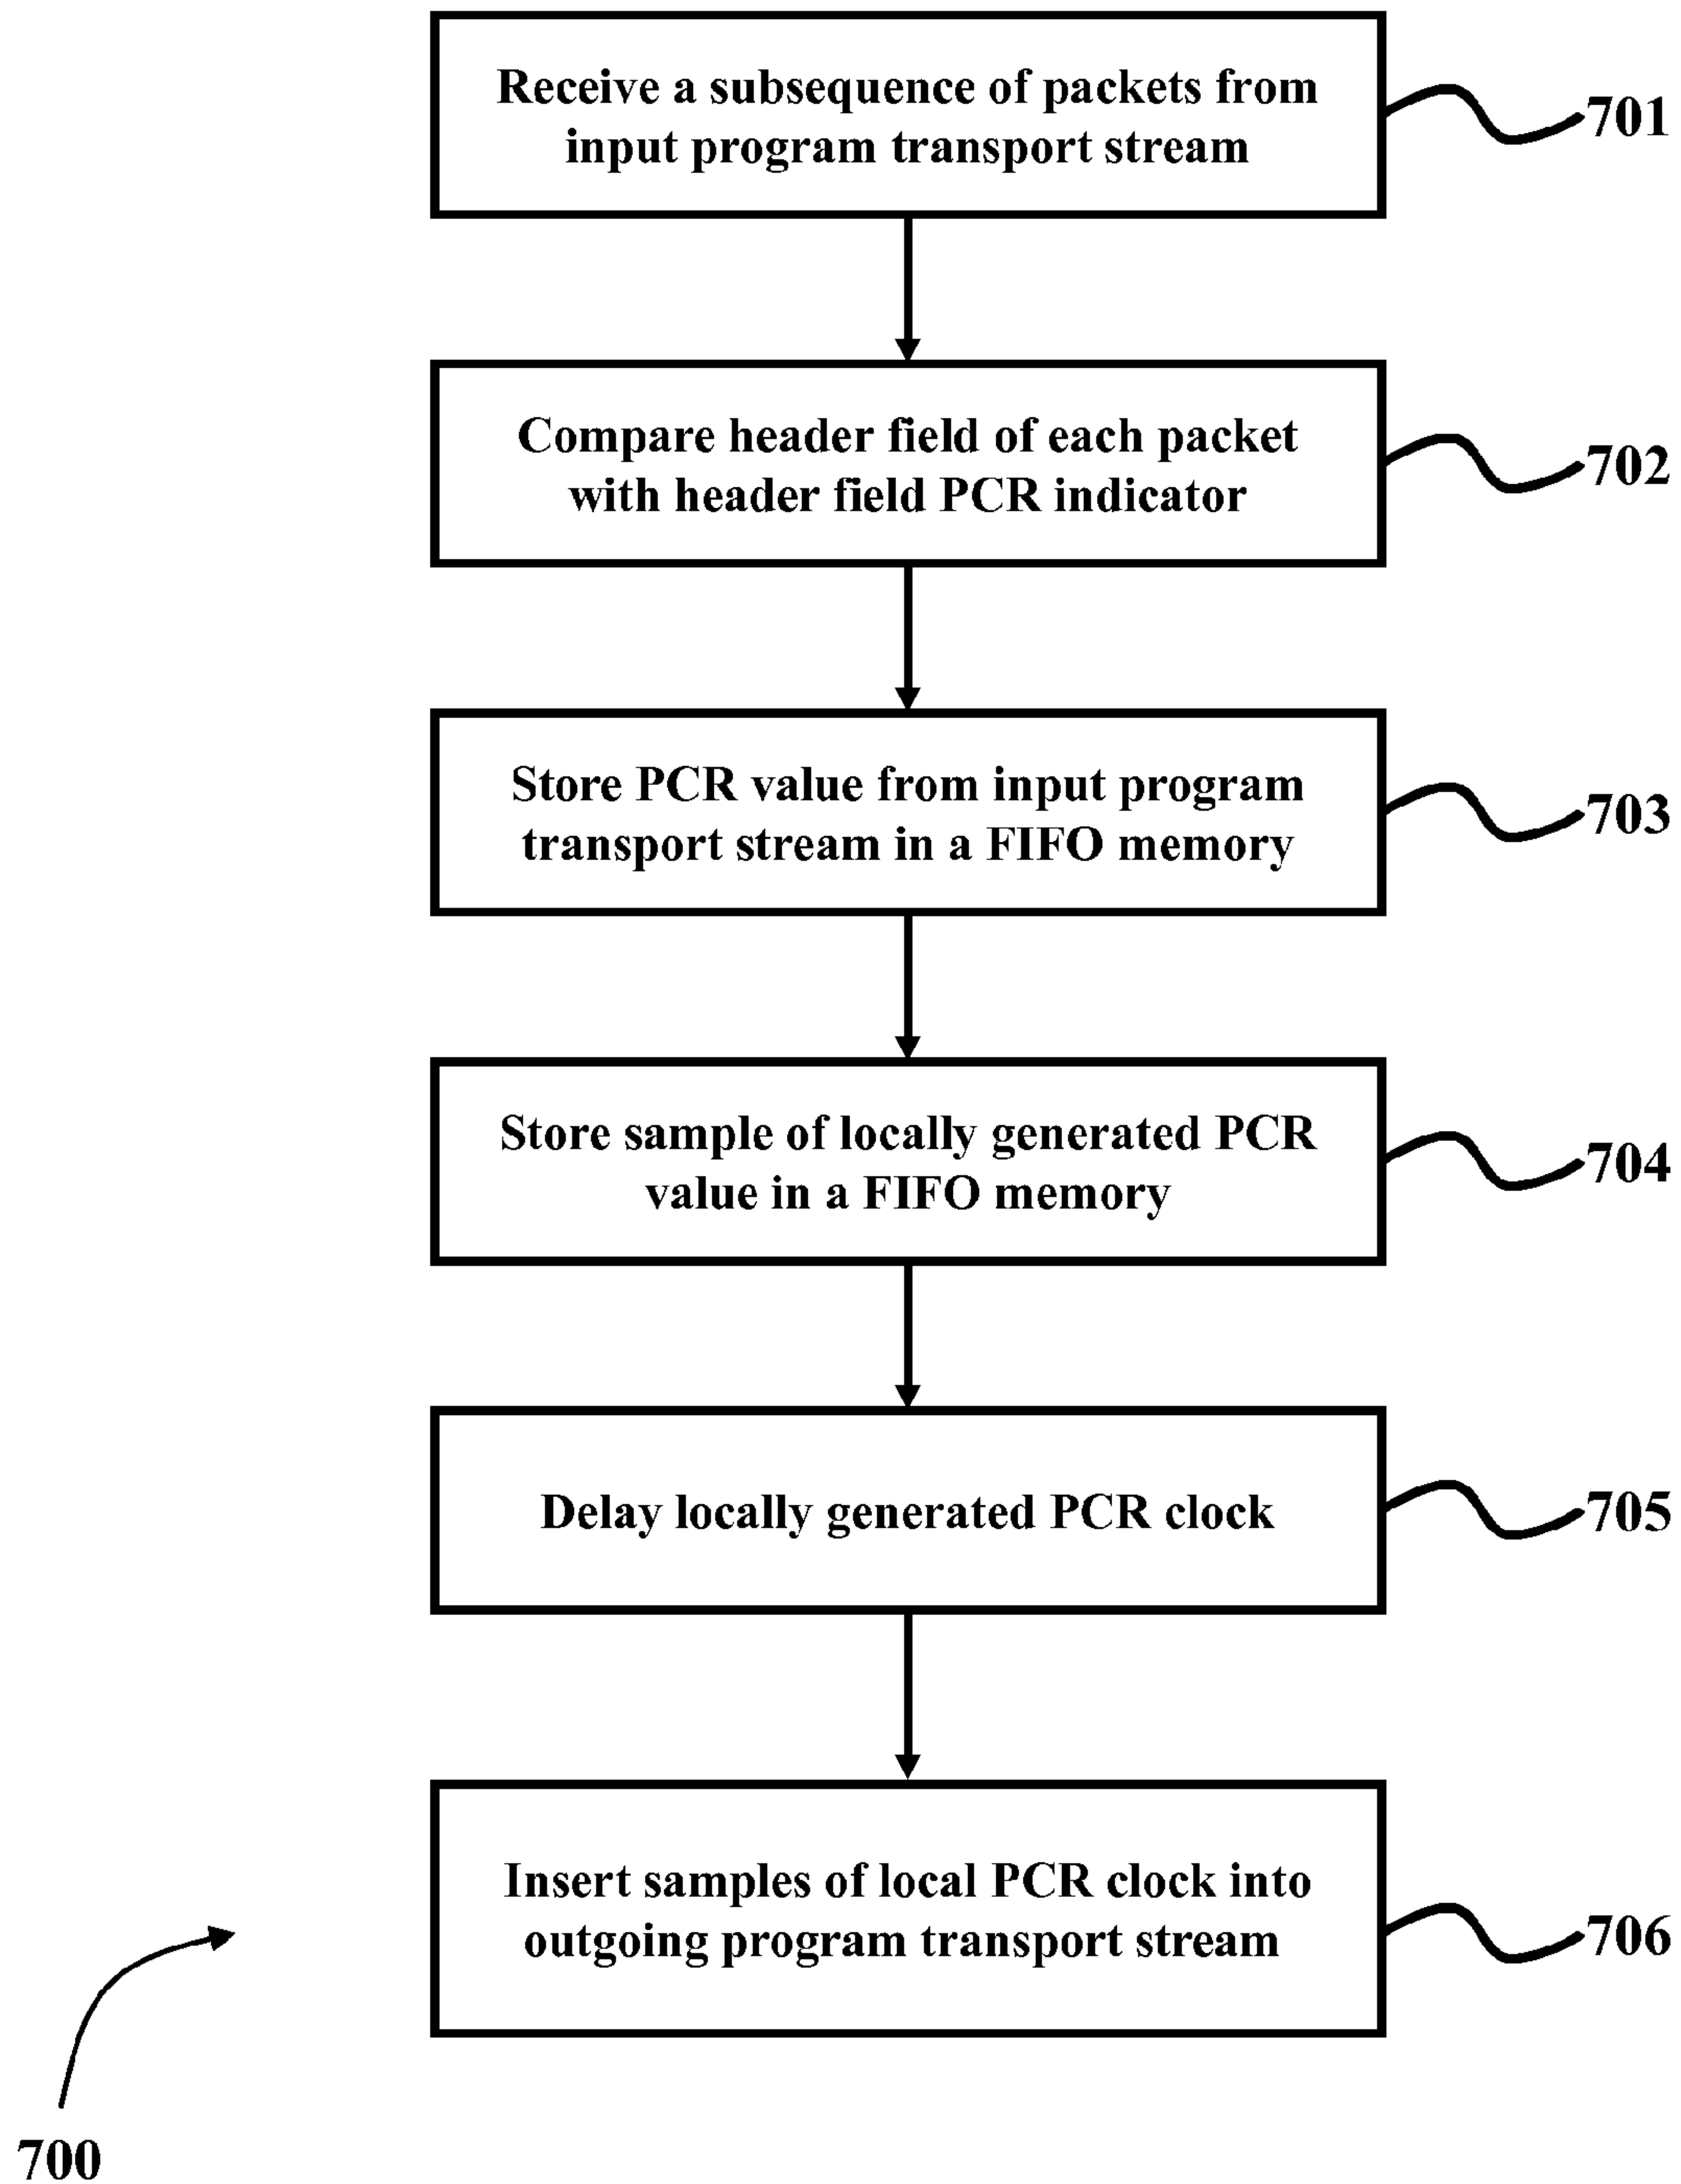 Receive a subsequence of packets from
input program transport stream
701
Compare header field of each packet
with header field PCR indicator
702
Store PCR value from input program
transport stream in a FIFO memory
703
Store sample of locally generated PCR
value in a FIFO memory
704
Delay locally generated PCR clock
705
Insert samples of local PCR clock into
outgoing program transport stream
706
700